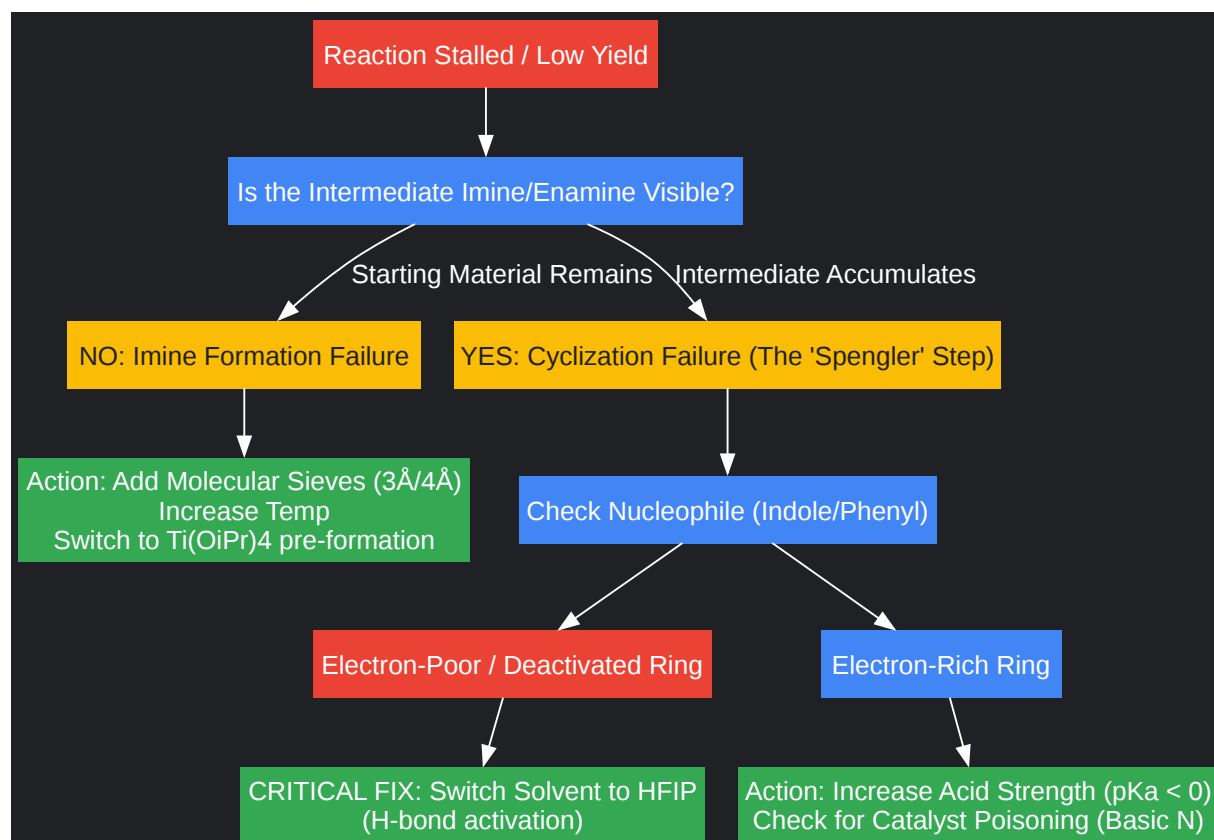 Reaction Stalled / Low Yield
Is the Intermediate Imine/Enamine Visible?
Starting Material Remains
Intermediate Accumulates
NO: Imine Formation Failure
YES: Cyclization Failure (The 'Spengler' Step)
Action: Add Molecular Sieves (3Å/4Å)
Increase Temp
Switch to Ti(OiPr)4 pre-formation
Check Nucleophile (Indole/Phenyl)
Electron-Poor / Deactivated Ring
Electron-Rich Ring
CRITICAL FIX: Switch Solvent to HFIP
(H-bond activation)
Action: Increase Acid Strength (pKa < 0)
Check for Catalyst Poisoning (Basic N)